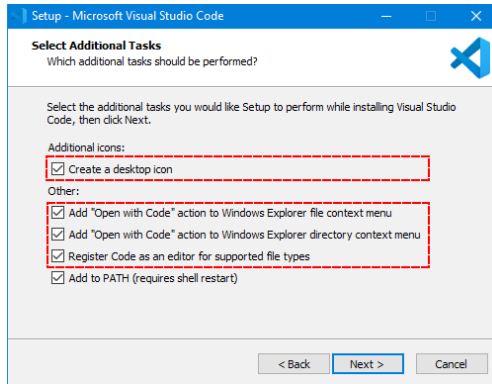 Setup - Microsoft Visual Studio Code
Select Additional Tasks
Which additional tasks should be performed?
Select the additional tasks you would like Setup to perform while installing Visual Studio
Code, then click Next.
Additional icons:
Create a desktop icon
Other:
Add "Open with Code" action to Windows Explorer file context menu
Add "Open with Code" action to Windows Explorer directory context menu
Register Code as an editor for supported file types
Add to PATH (requires shell restart)
< Back Next > Cancel